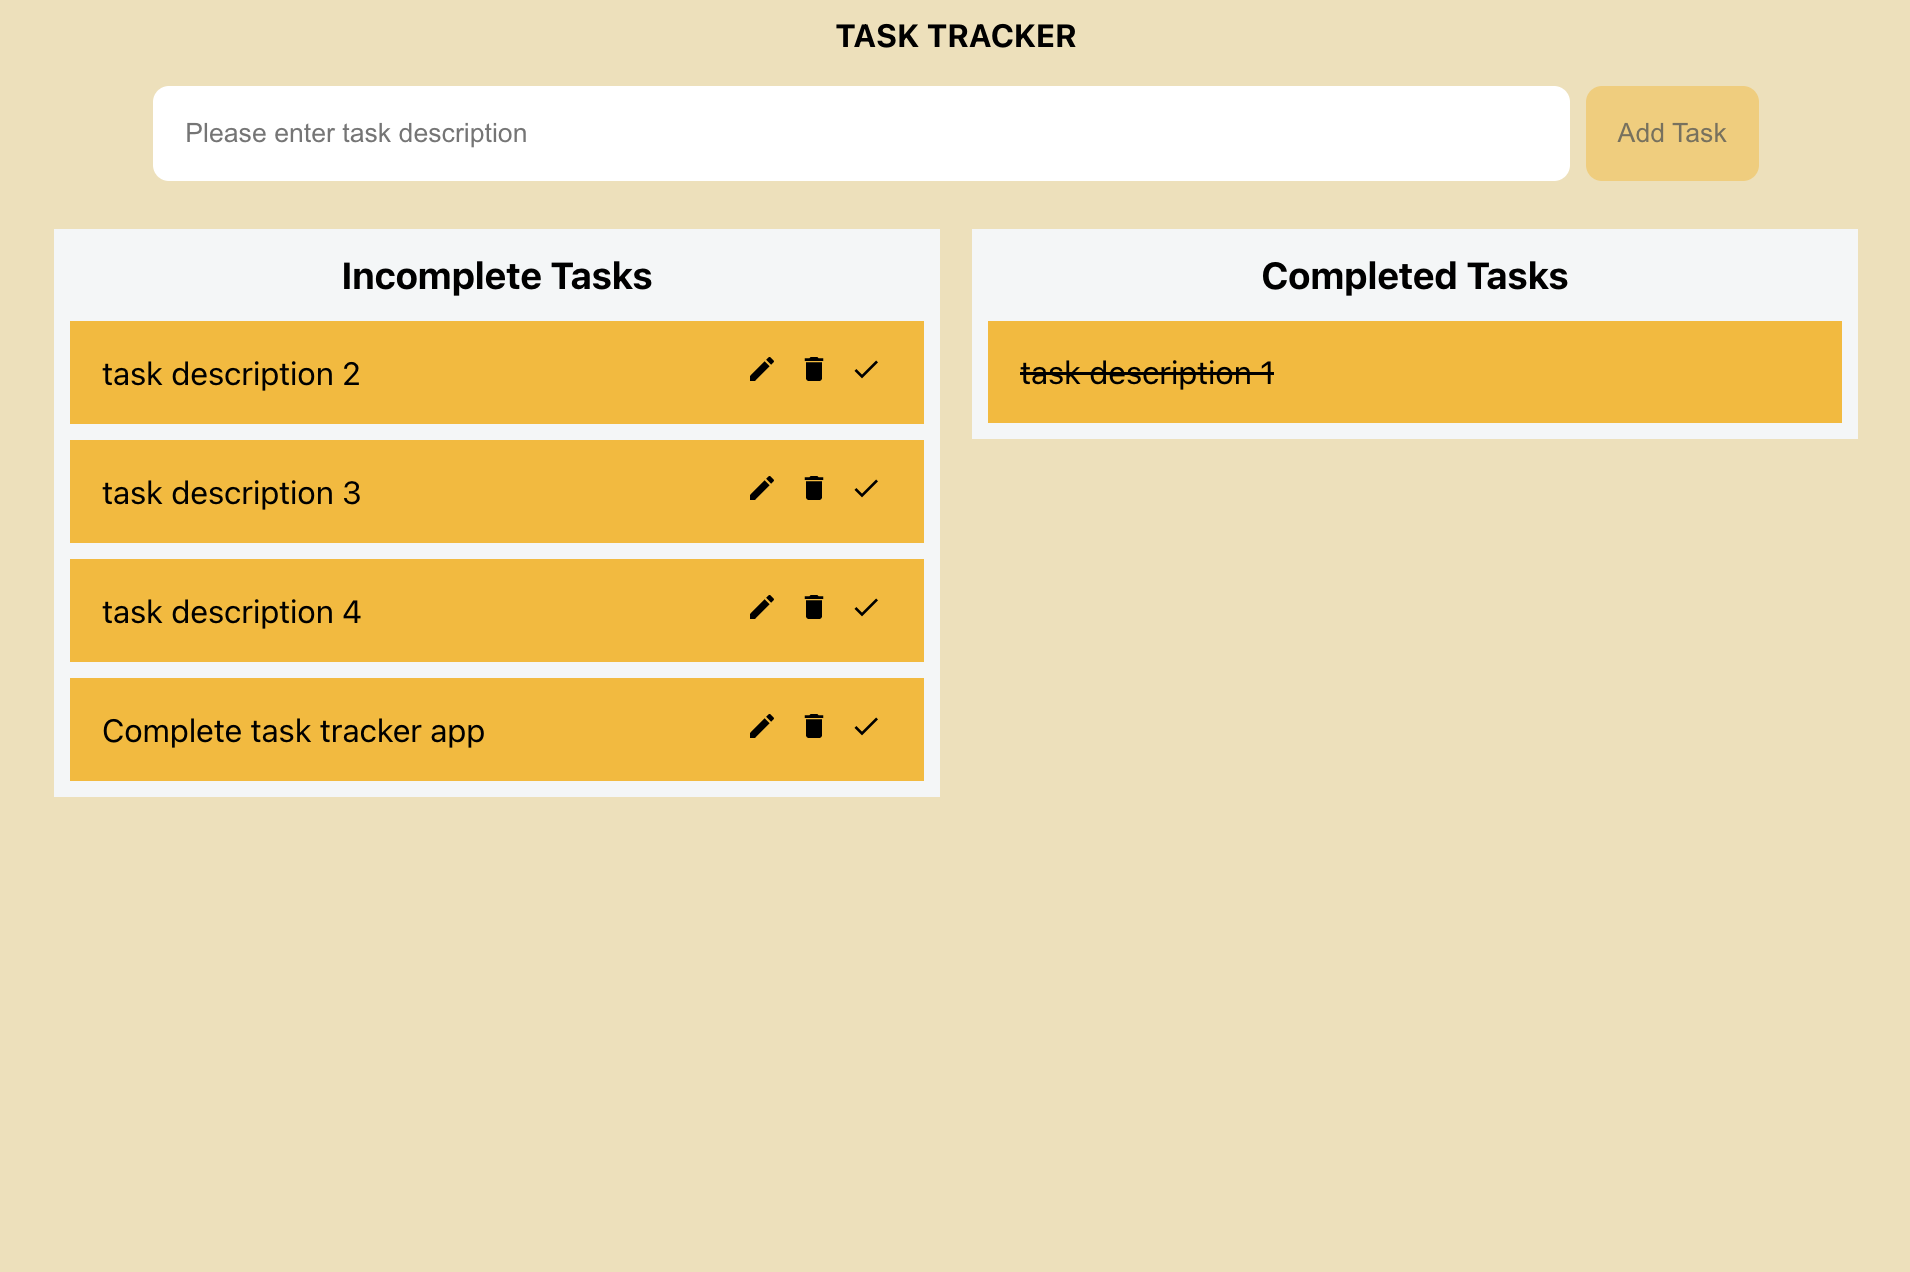 TASK TRACKER
Please enter task description
Add Task
Incomplete Tasks
task description 2
task description 3
task description 4
Complete task tracker app
Completed Tasks
task description 1